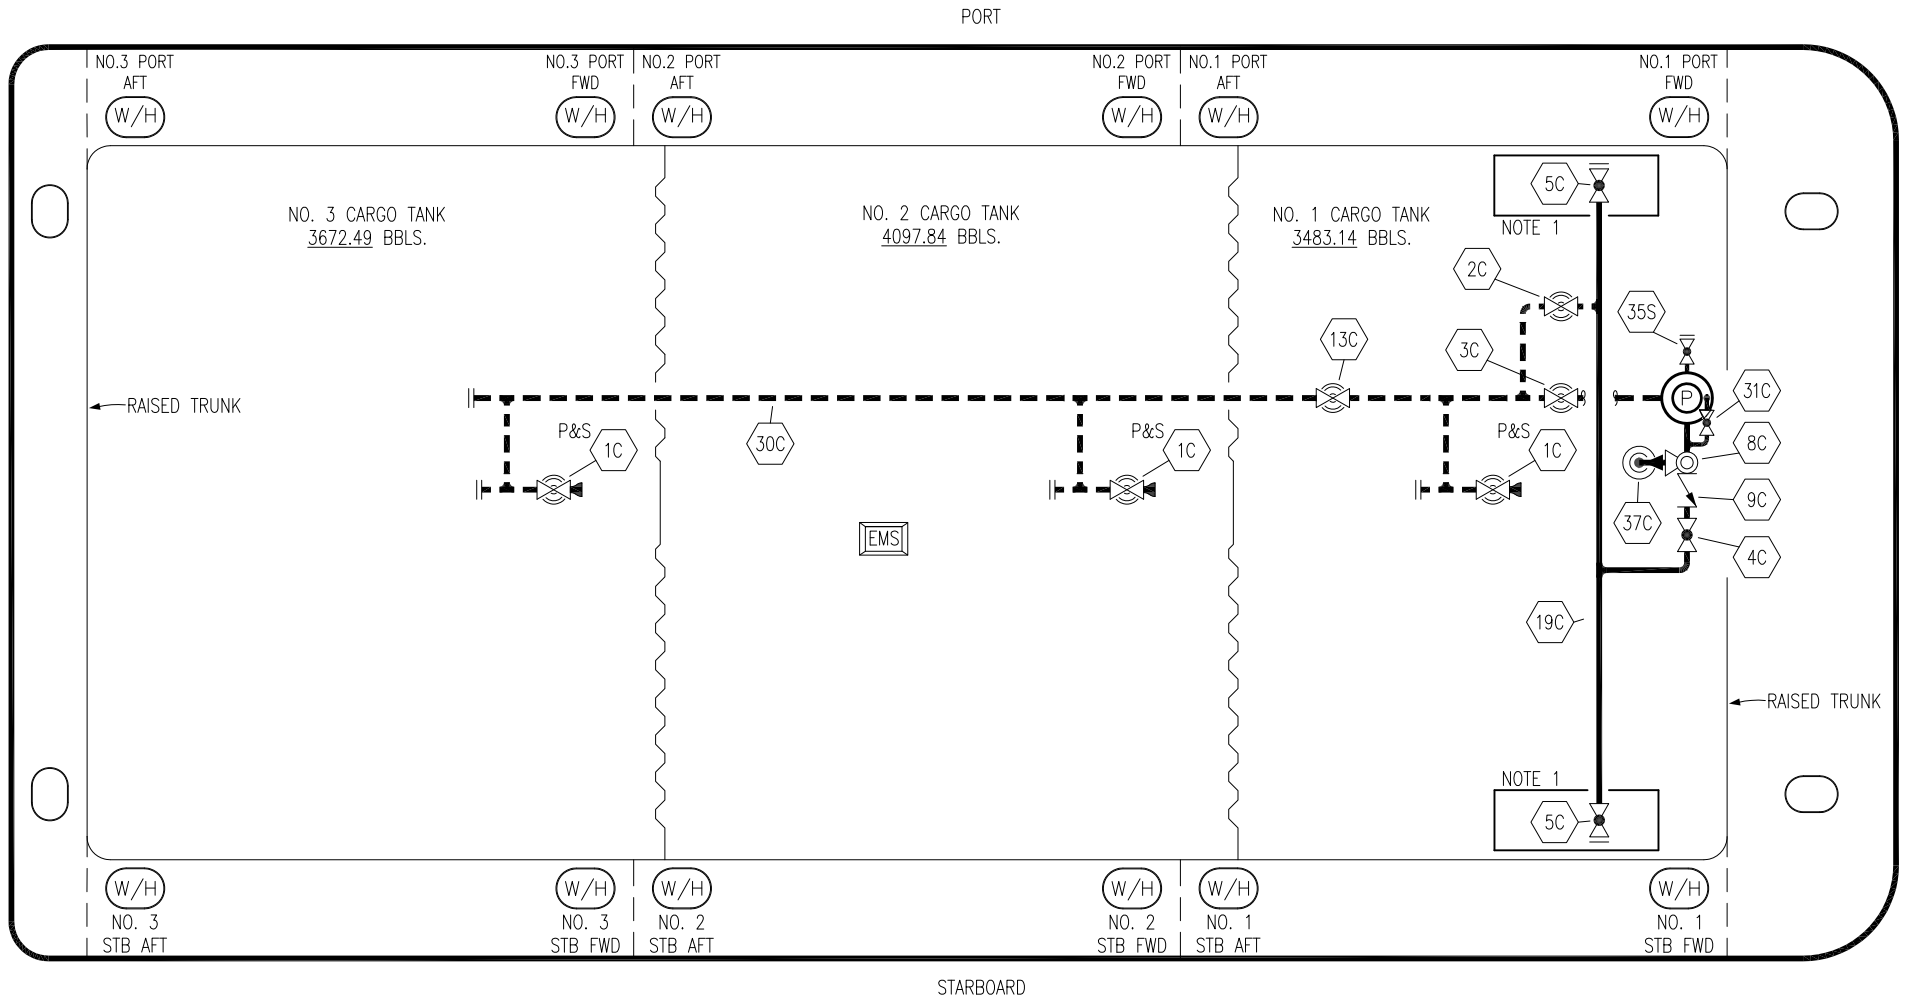 PORT
NO.3 PORT
AFT
W/H
NO.3 PORT
FWD
W/H
NO.2 PORT
AFT
W/H
NO.2 PORT
FWD
W/H
NO.1 PORT
AFT
W/H
NO.1 PORT
FWD
W/H
NO. 3 CARGO TANK
3672.49 BBLS.
NO. 2 CARGO TANK
4097.84 BBLS.
NO. 1 CARGO TANK
3483.14 BBLS.
5C
NOTE 1
2C
35S
13C
3C
RAISED TRUNK
P
31C
30C
P&S
1C
P&S
1C
P&S
1C
8C
9C
37C
4C
EMS
19C
RAISED TRUNK
NOTE 1
5C
W/H
NO. 3
STB AFT
W/H
NO. 3
STB FWD
W/H
NO. 2
STB AFT
W/H
NO. 2
STB FWD
W/H
NO. 1
STB AFT
W/H
NO. 1
STB FWD
STARBOARD